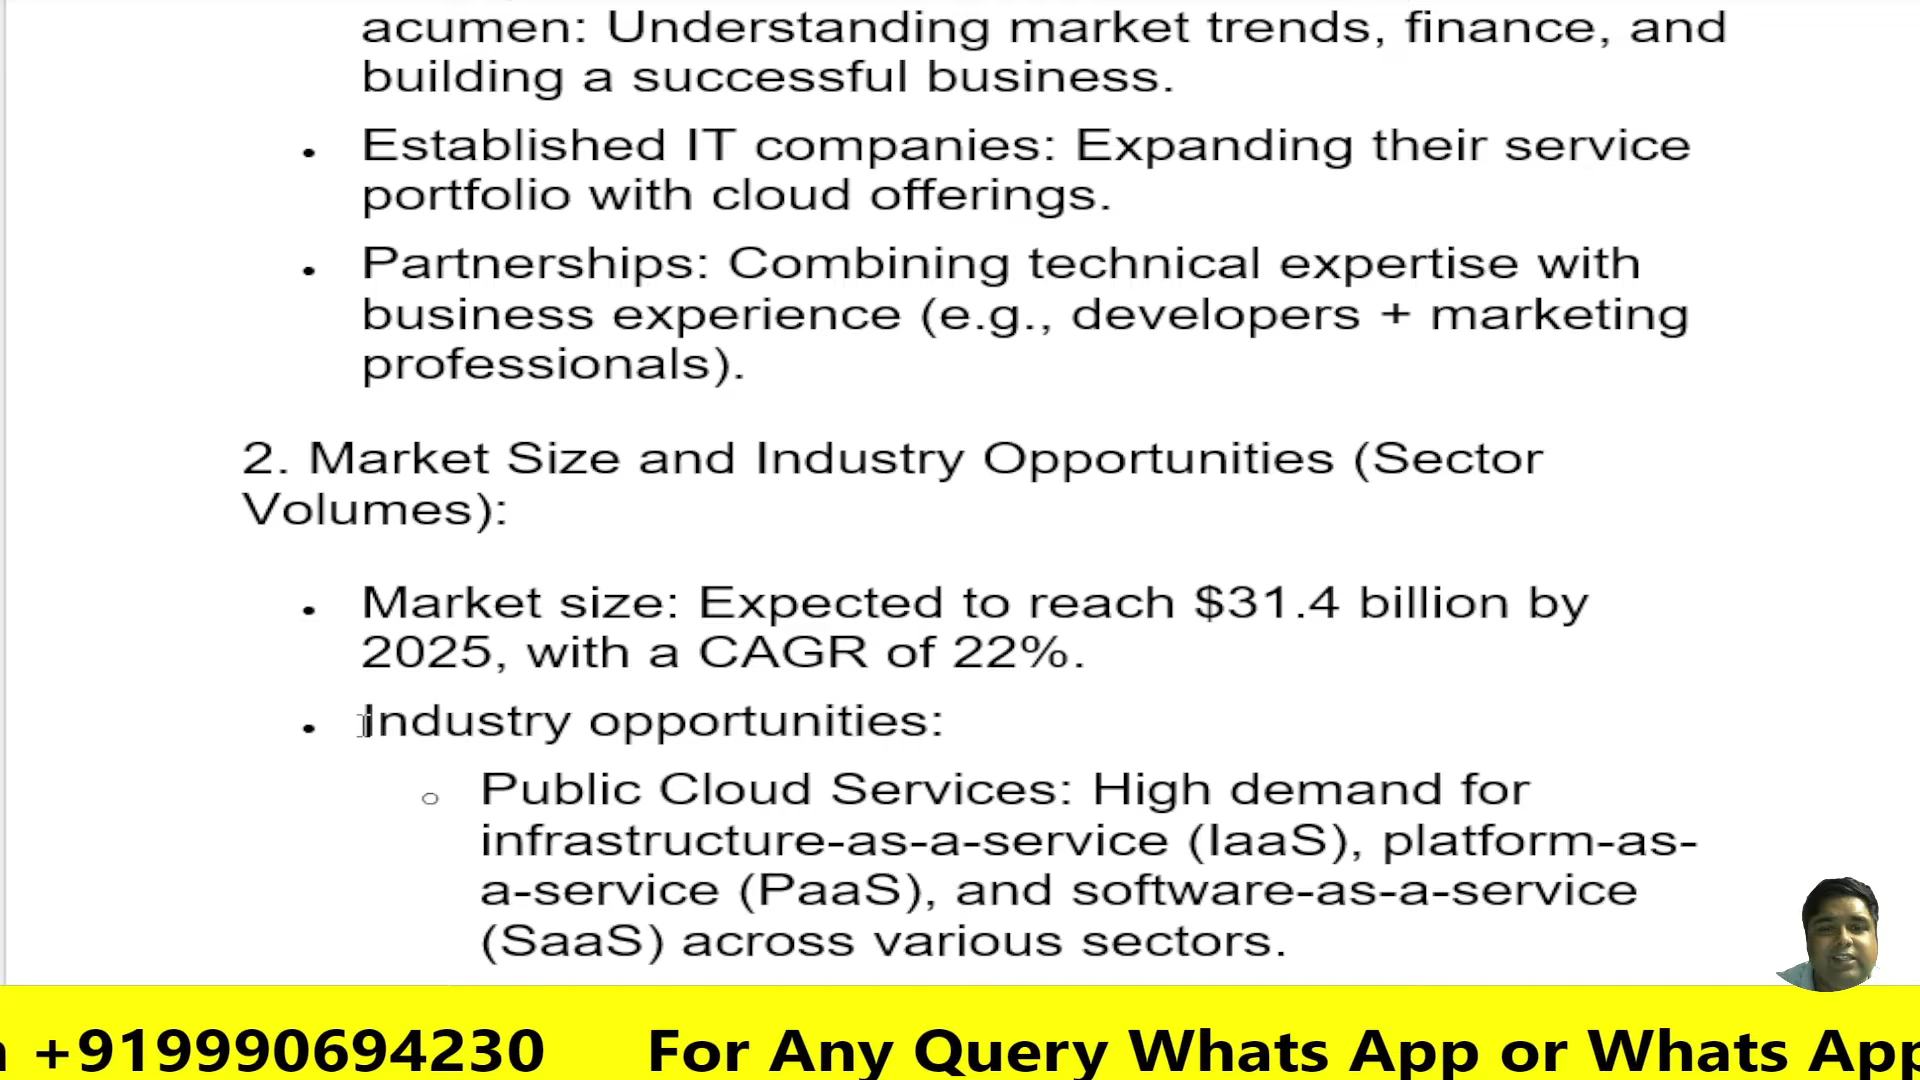 acumen: Understanding market trends, finance, and
building a successful business.
• Established IT companies: Expanding their service
portfolio with cloud offerings.
• Partnerships: Combining technical expertise with
business experience (e.g., developers + marketing
professionals).
2. Market Size and Industry Opportunities (Sector
Volumes):
• Market size: Expected to reach $31.4 billion by
2025, with a CAGR of 22%.
• Industry opportunities:
○ Public Cloud Services: High demand for
infrastructure-as-a-service (IaaS), platform-as-
a-service (PaaS), and software-as-a-service
(SaaS) across various sectors.
+919990694230 For Any Query Whats App or Whats App